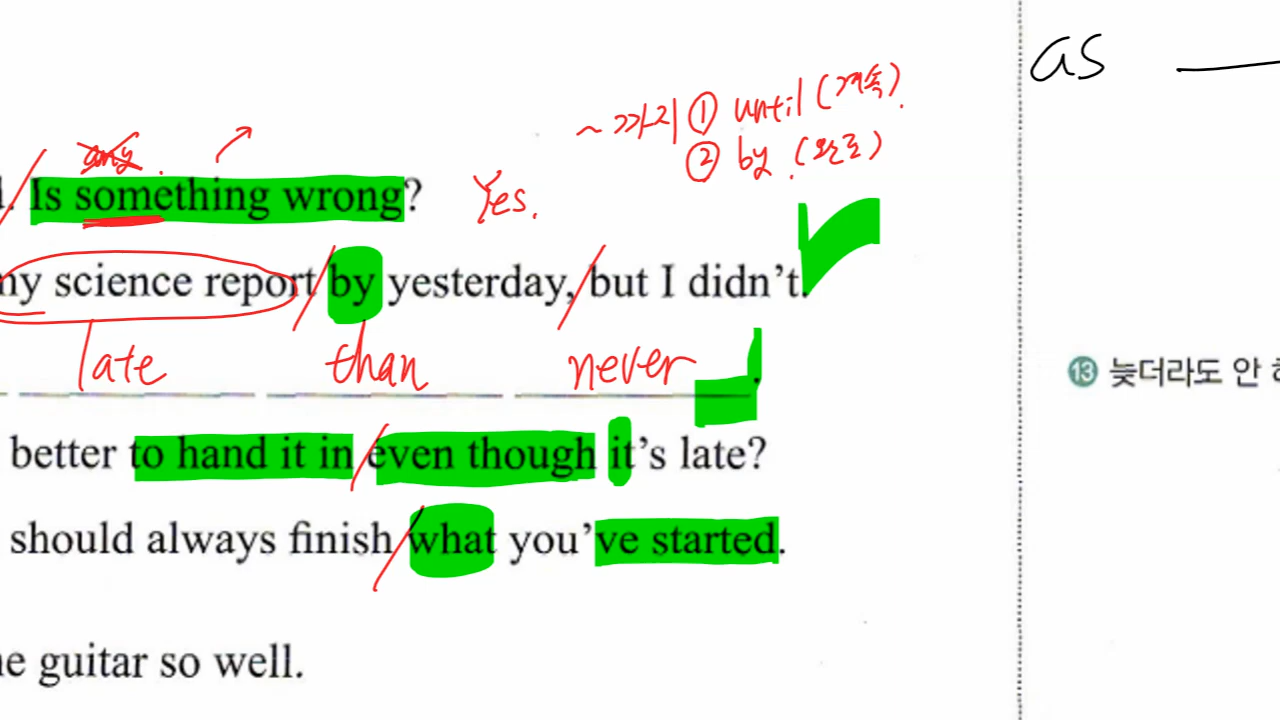 as
~ 까지 ① until (계속).
② by. (완료)
any.
d. Is something wrong? Yes.
my science report by yesterday, but I didn't.
late than never.
⑬ 늦더라도 안
better to hand it in even though it's late?
should always finish what you've started.
he guitar so well.